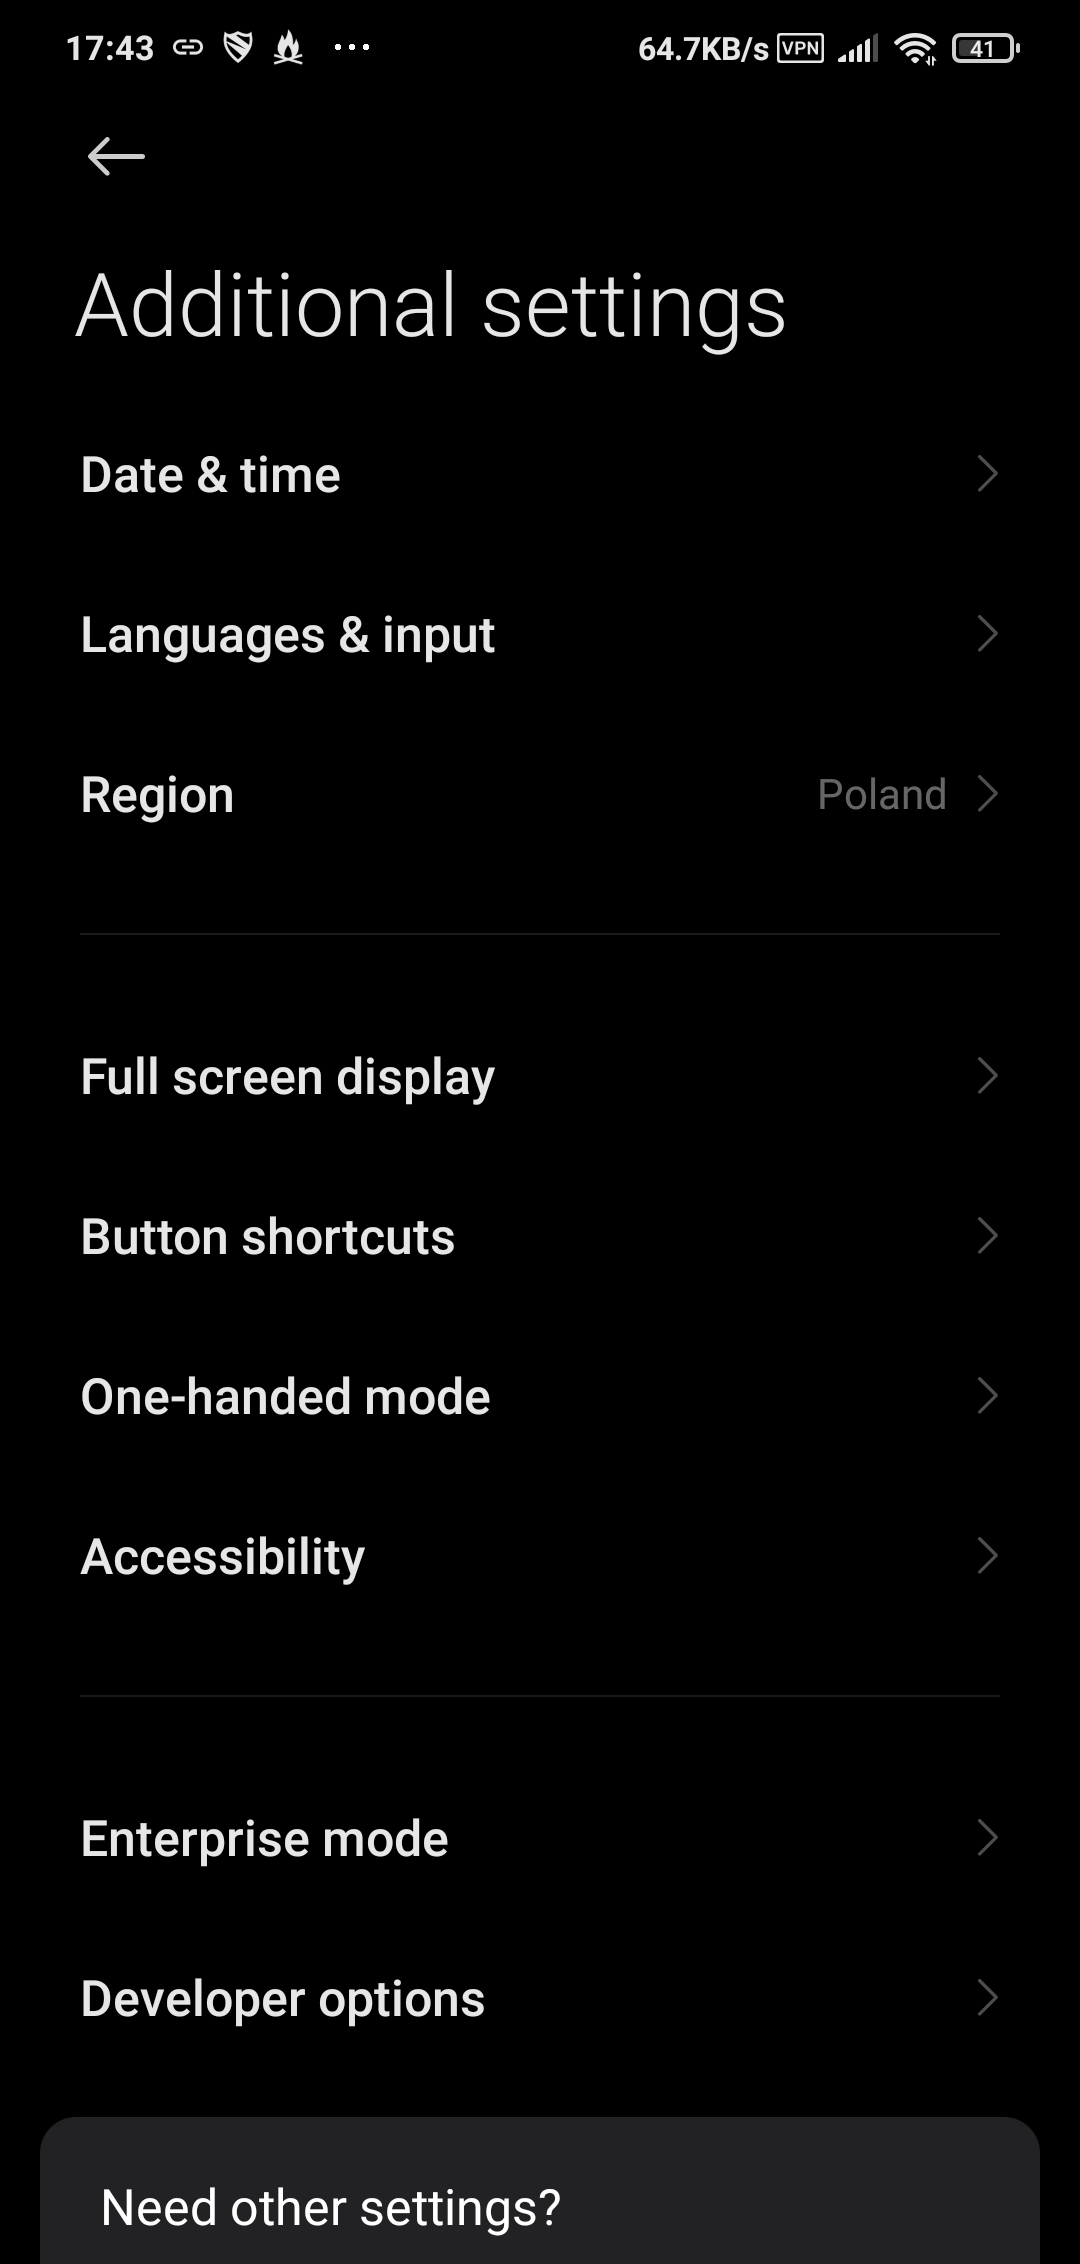 17:43 ... 64.7KB/s VPN 41
Additional settings
Date & time
Languages & input
Region Poland
Full screen display
Button shortcuts
One-handed mode
Accessibility
Enterprise mode
Developer options
Need other settings?